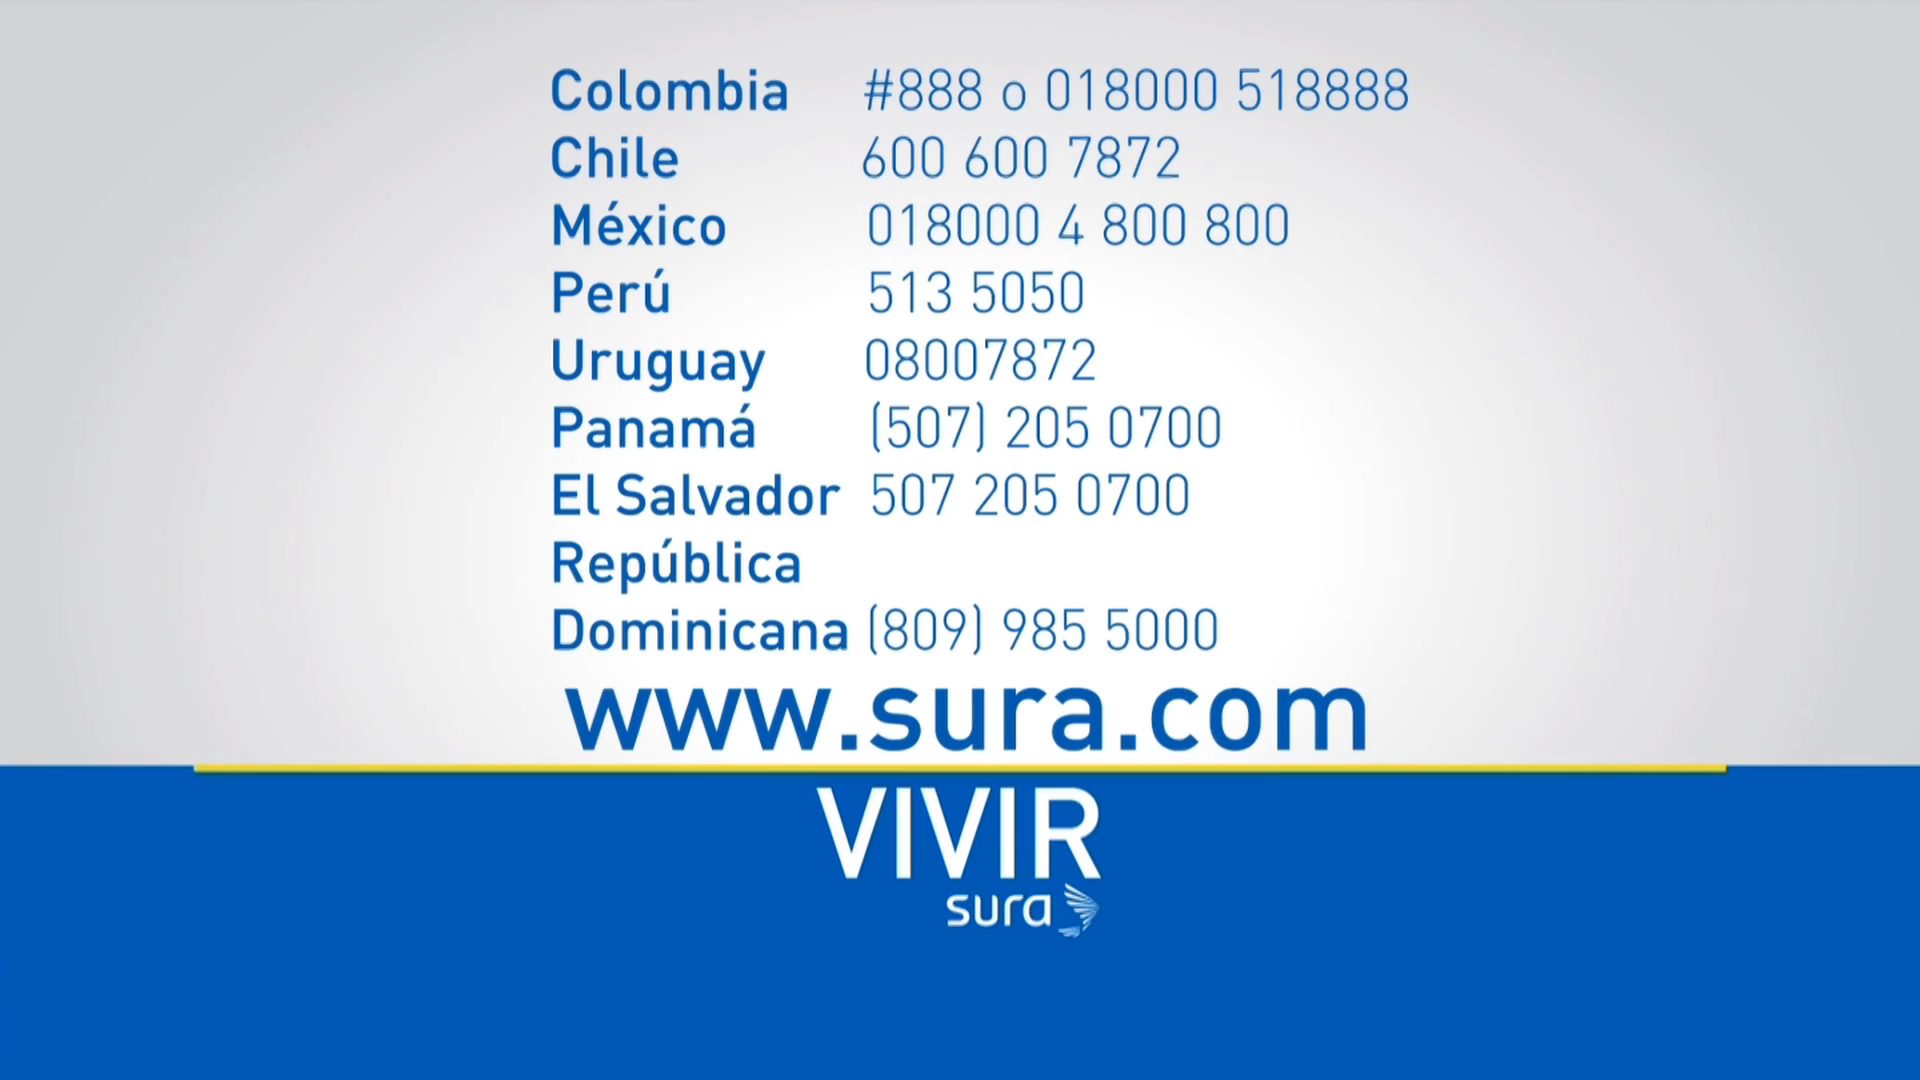 Colombia #888 o 018000 518888
Chile 600 600 7872
México 018000 4 800 800
Perú 513 5050
Uruguay 08007872
Panamá (507) 205 0700
El Salvador 507 205 0700
República
Dominicana (809) 985 5000
www.sura.com
VIVIR
sura